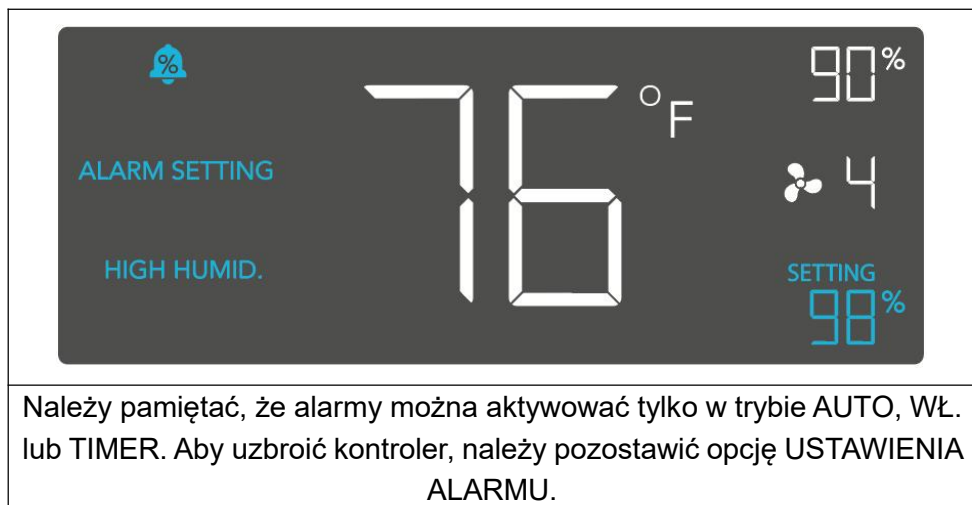 %
90%
76°F
ALARM SETTING
4
HIGH HUMID.
SETTING
98%
Należy pamiętać, że alarmy można aktywować tylko w trybie AUTO, WŁ.
lub TIMER. Aby uzbroić kontroler, należy pozostawić opcję USTAWIENIA
ALARMU.